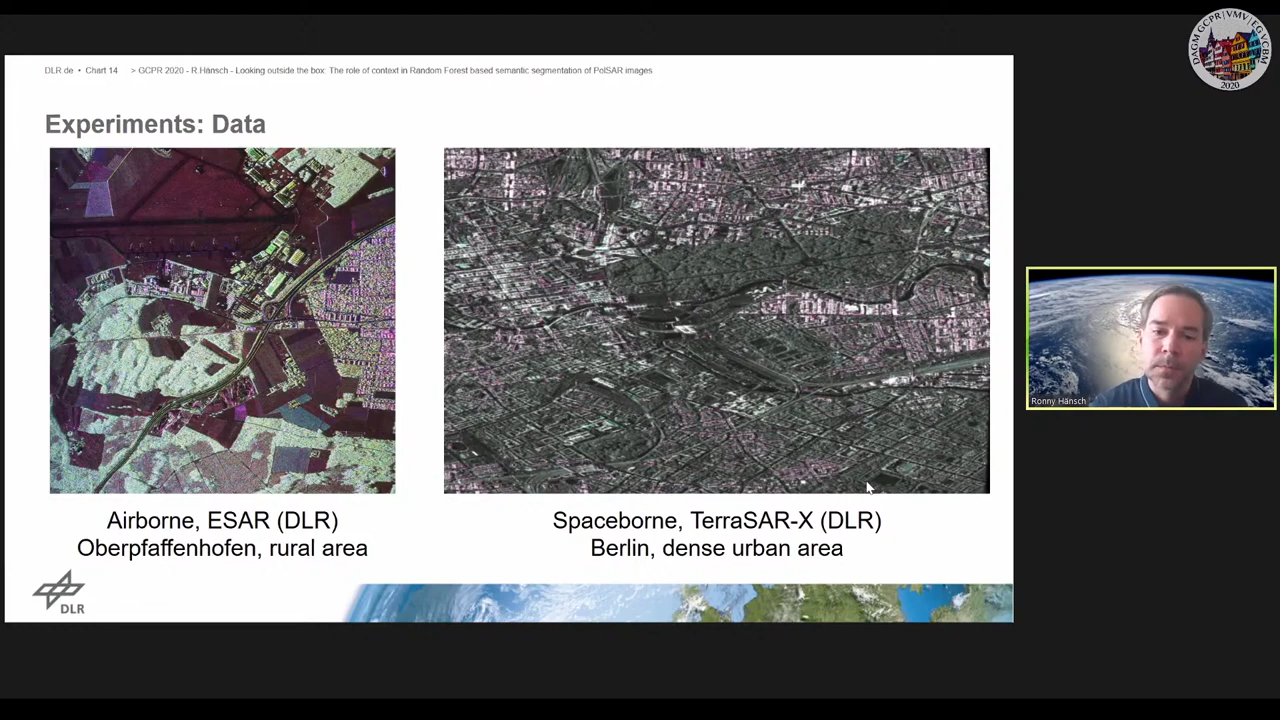 DLR de • Chart 14 > GCPR 2020 - R.Hänsch - Looking outside the box: The role of context in Random Forest based semantic segmentation of PolSAR images
Experiments: Data
Airborne, ESAR (DLR)
Oberpfaffenhofen, rural area
Spaceborne, TerraSAR-X (DLR)
Berlin, dense urban area
DLR
Ronny Hänsch
DAGM GCPR | VMV | EG VCBM
2020